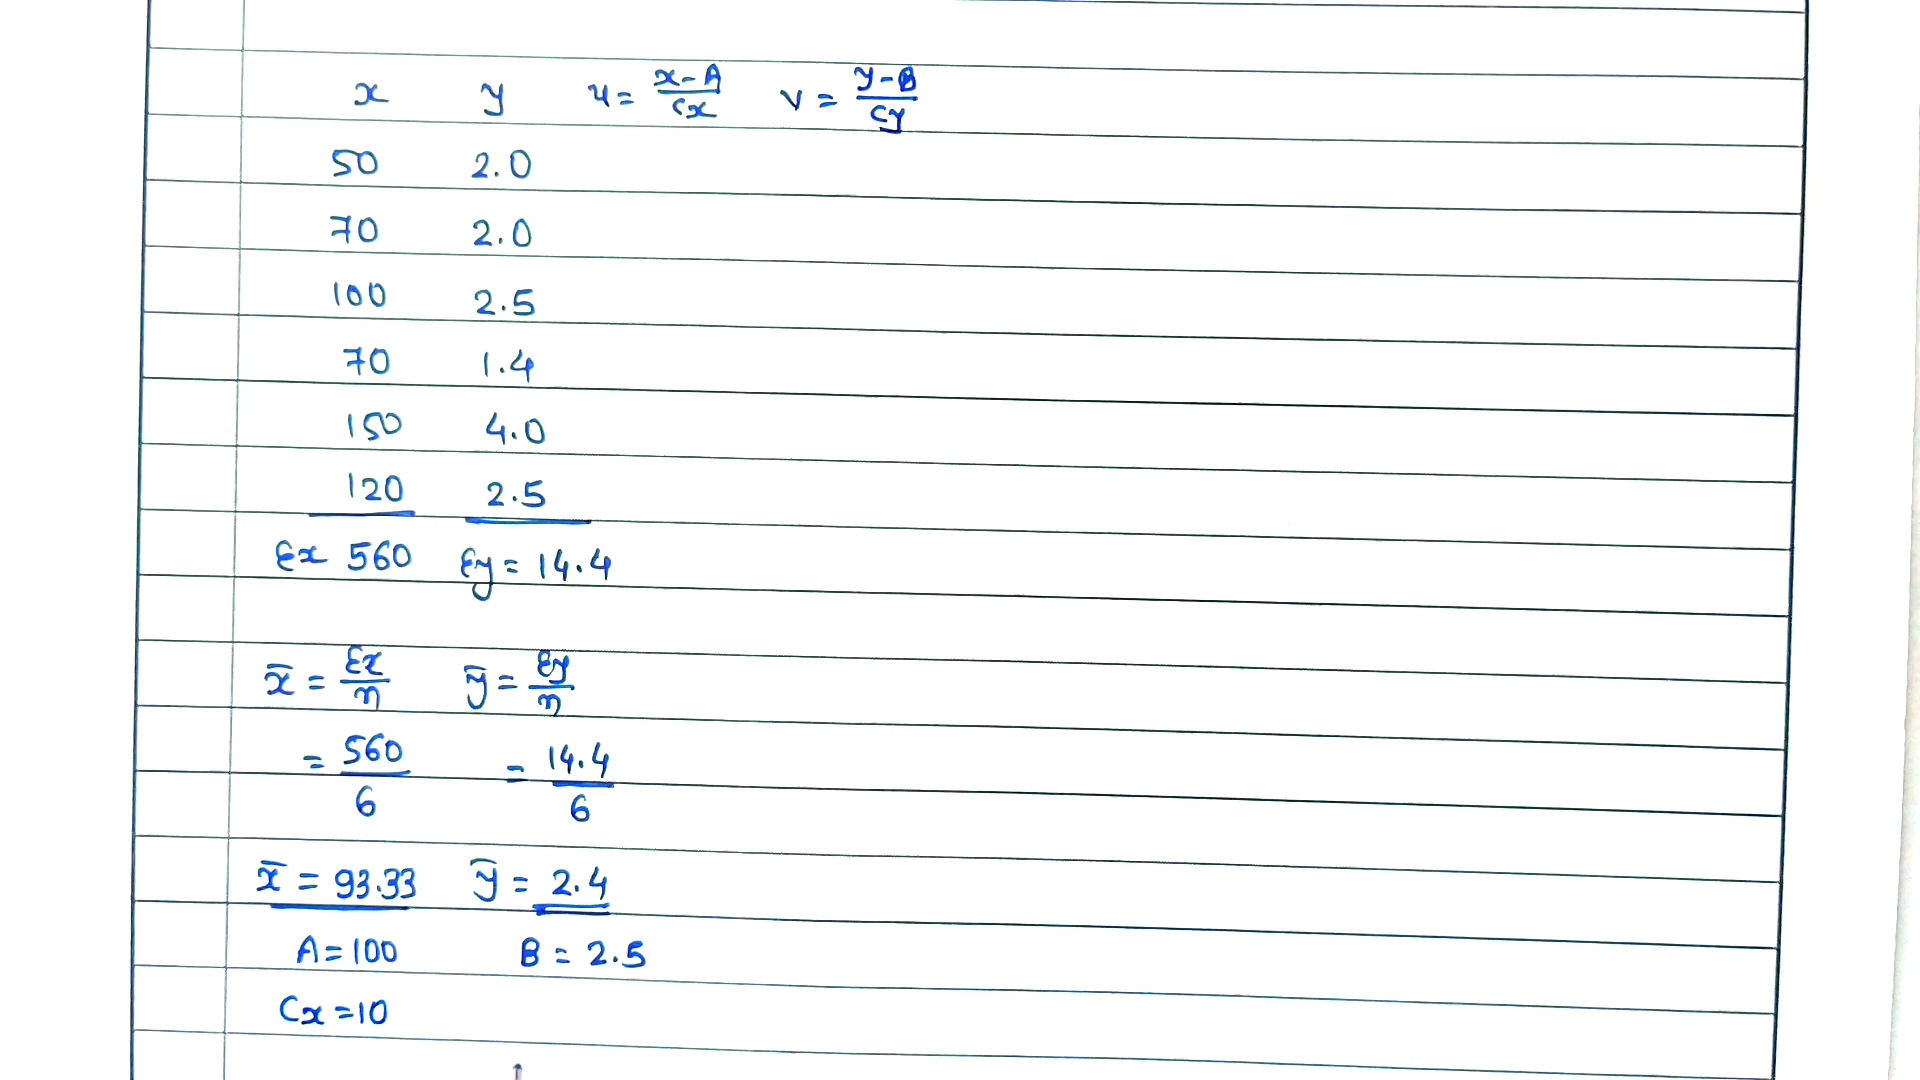 x y u = x-A/Cx v = y-B/Cy
50 2.0
70 2.0
100 2.5
70 1.4
150 4.0
120 2.5
Σx 560 Σy = 14.4
x̄ = Σx/n ȳ = Σy/n
= 560/6 = 14.4/6
x̄ = 93.33 ȳ = 2.4
A = 100 B = 2.5
Cx = 10